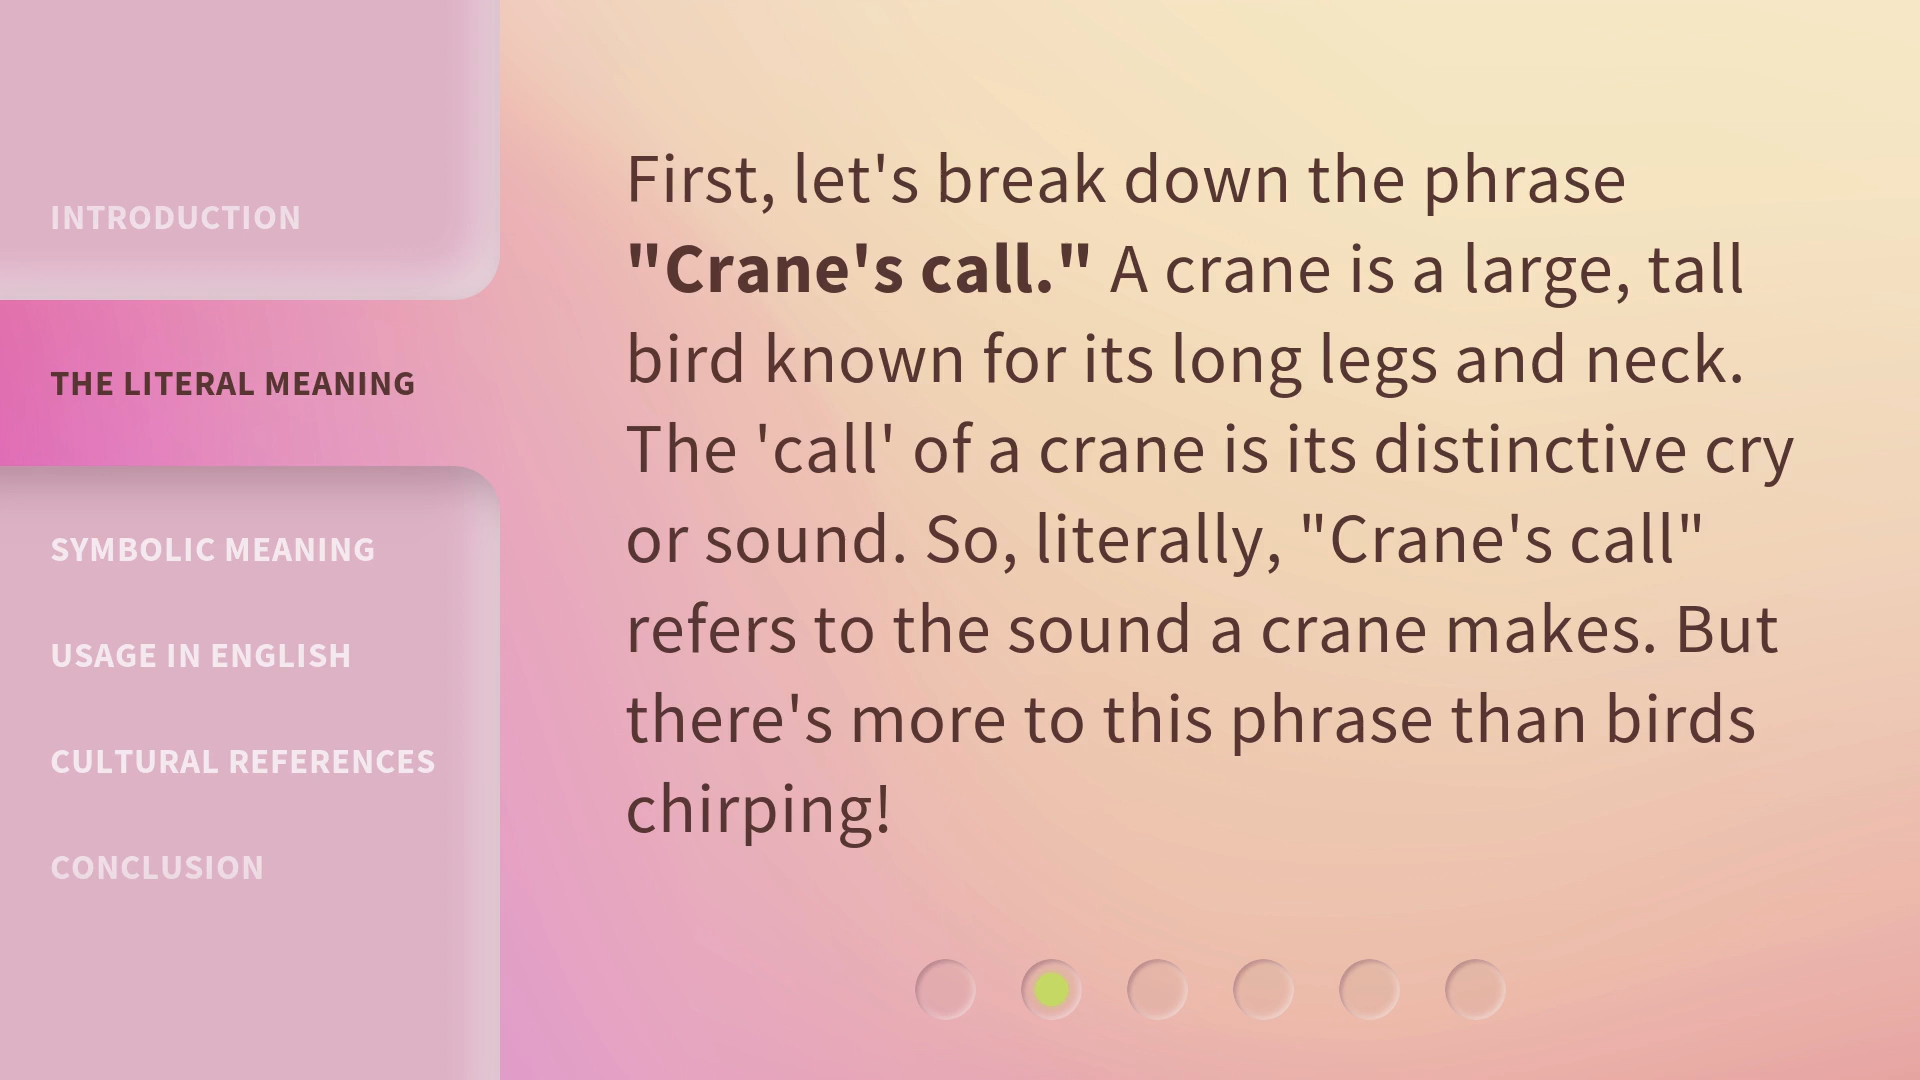 INTRODUCTION
THE LITERAL MEANING
SYMBOLIC MEANING
USAGE IN ENGLISH
CULTURAL REFERENCES
CONCLUSION
First, let's break down the phrase
"Crane's call." A crane is a large, tall
bird known for its long legs and neck.
The 'call' of a crane is its distinctive cry
or sound. So, literally, "Crane's call"
refers to the sound a crane makes. But
there's more to this phrase than birds
chirping!